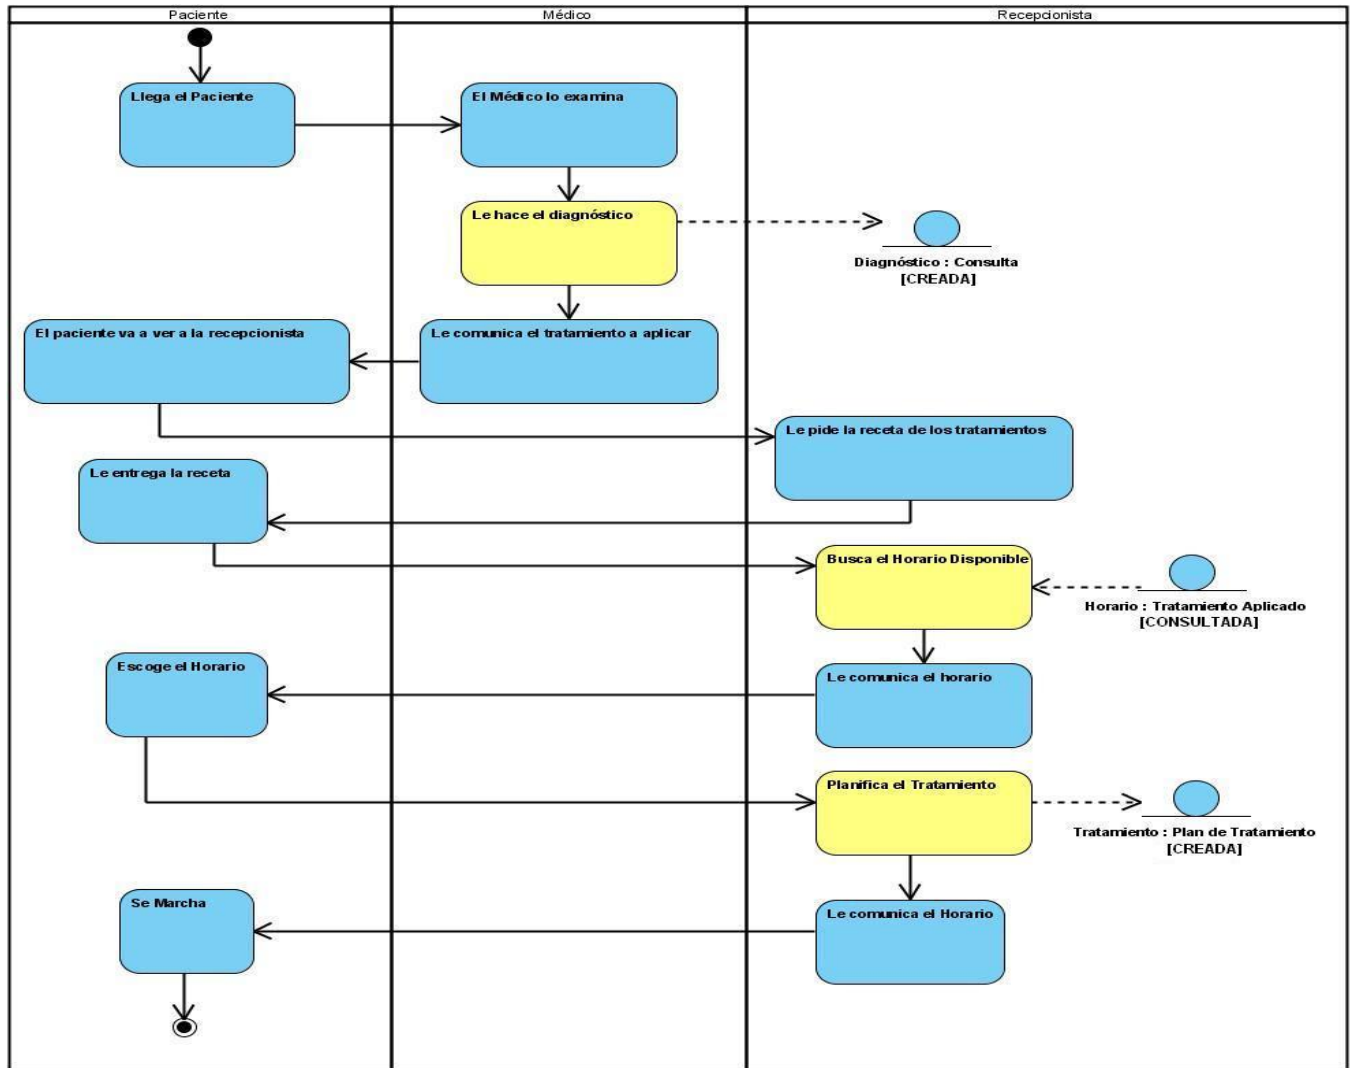 Paciente
Médico
Recepcionista
Llega el Paciente
El Médico lo examina
Le hace el diagnóstico
Diagnóstico : Consulta
[CREADA]
El paciente va a ver a la recepcionista
Le comunica el tratamiento a aplicar
Le pide la receta de los tratamientos
Le entrega la receta
Busca el Horario Disponible
Horario : Tratamiento Aplicado
[CONSULTADA]
Escoge el Horario
Le comunica el horario
Planifica el Tratamiento
Tratamiento : Plan de Tratamiento
[CREADA]
Se Marcha
Le comunica el Horario